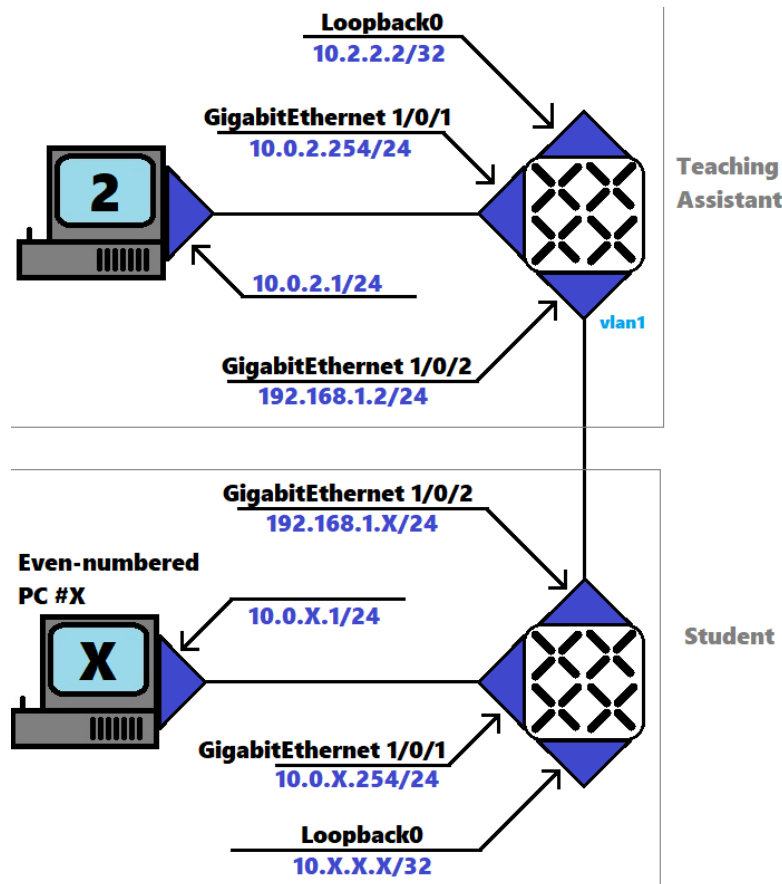 Loopback0
10.2.2.2/32
GigabitEthernet 1/0/1
10.0.2.254/24
Teaching
Assistant
2
10.0.2.1/24
vlan1
GigabitEthernet 1/0/2
192.168.1.2/24
GigabitEthernet 1/0/2
192.168.1.X/24
Even-numbered
PC #X
10.0.X.1/24
Student
X
GigabitEthernet 1/0/1
10.0.X.254/24
Loopback0
10.X.X.X/32